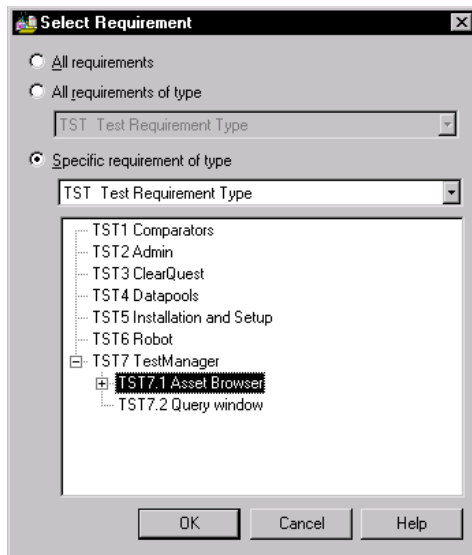 Select Requirement
All requirements
All requirements of type
TST Test Requirement Type
Specific requirement of type
TST Test Requirement Type
TST1 Comparators
TST2 Admin
TST3 ClearQuest
TST4 Datapools
TST5 Installation and Setup
TST6 Robot
TST7 TestManager
TST7.1 Asset Browser
TST7.2 Query window
OK Cancel Help